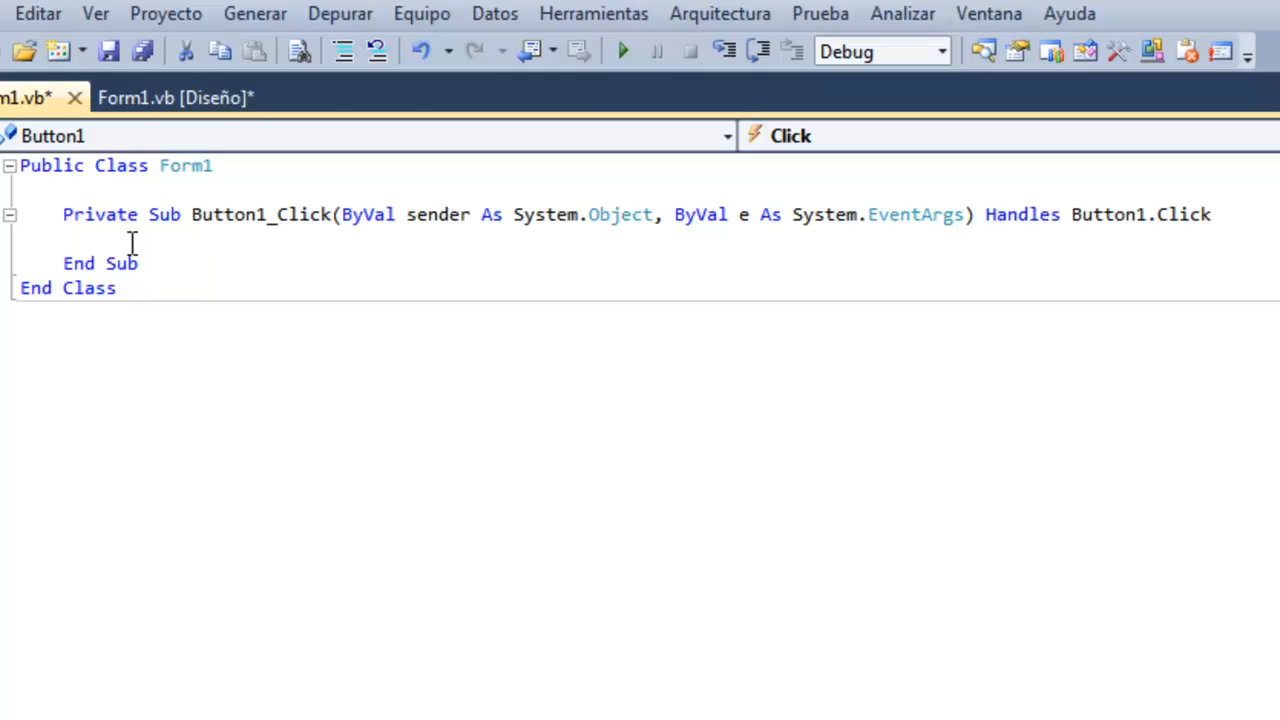 Editar Ver Proyecto Generar Depurar Equipo Datos Herramientas Arquitectura Prueba Analizar Ventana Ayuda
Debug
m1.vb* Form1.vb [Diseño]*
Button1 Click
Public Class Form1
Private Sub Button1_Click(ByVal sender As System.Object, ByVal e As System.EventArgs) Handles Button1.Click
End Sub
End Class